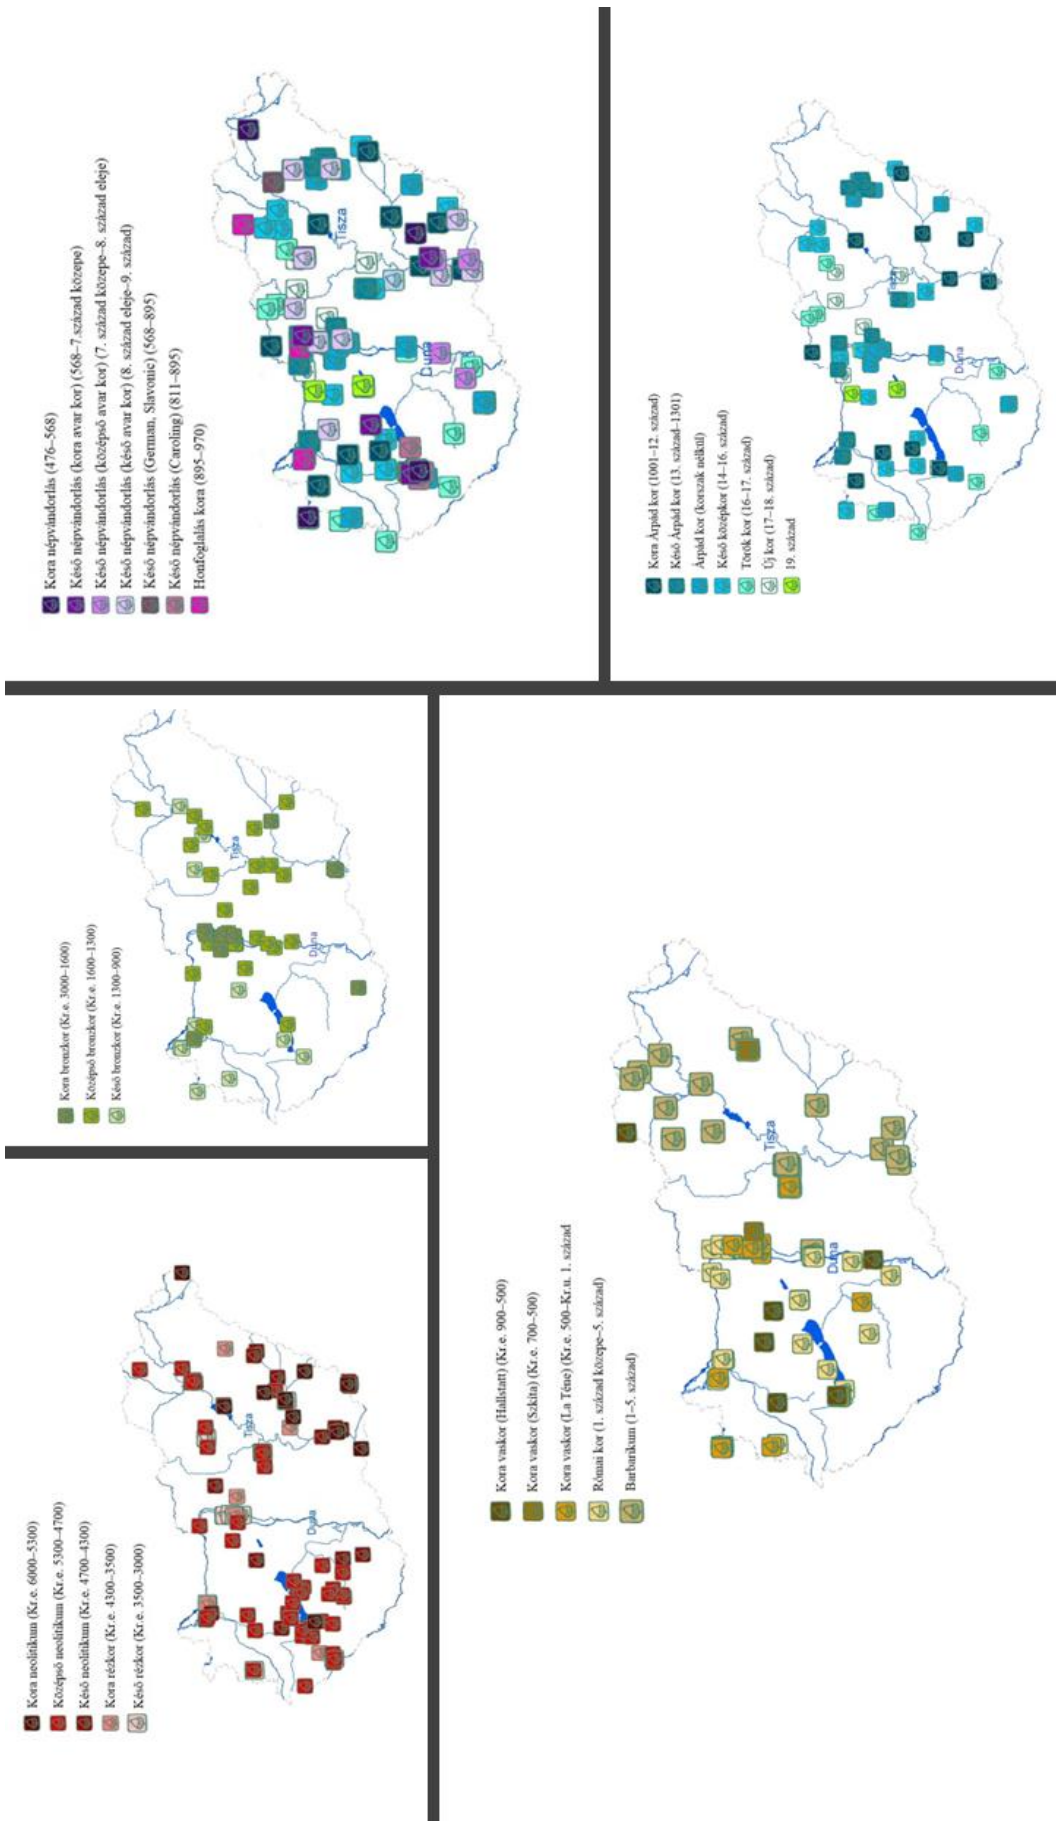 Kora neolitikum (Kr.e. 6000–5300)
Középső neolitikum (Kr.e. 5300–4700)
Késő neolitikum (Kr.e. 4700–4300)
Kora rézkor (Kr.e. 4300–3500)
Késő rézkor (Kr.e. 3500–3000)
Tisza
Duna
Kora bronzkor (Kr.e. 3000–1600)
Középső bronzkor (Kr.e. 1600–1300)
Késő bronzkor (Kr.e. 1300–900)
Tisza
Duna
Kora népvándorlás (476–568)
Késő népvándorlás (kora avar kor) (568–7.század közepe)
Késő népvándorlás (középső avar kor) (7. század közepe–8. század eleje)
Késő népvándorlás (késő avar kor) (8. század eleje–9. század)
Késő népvándorlás (German, Slavonic) (568–895)
Késő népvándorlás (Caroling) (811–895)
Honfoglalás kora (895–970)
Tisza
Duna
Kora vaskor (Hallstatt) (Kr.e. 900–500)
Kora vaskor (Szkíta) (Kr.e. 700–500)
Kora vaskor (La Téne) (Kr.e. 500–Kr.u. 1. század
Római kor (1. század közepe–5. század)
Barbarikum (1–5. század)
Tisza
Duna
Kora Árpád kor (1001–12. század)
Késő Árpád kor (13. század–1301)
Árpád kor (korszak nélkül)
Késő középkor (14–16. század)
Török kor (16–17. század)
Új kor (17–18. század)
19. század
Tisza
Duna